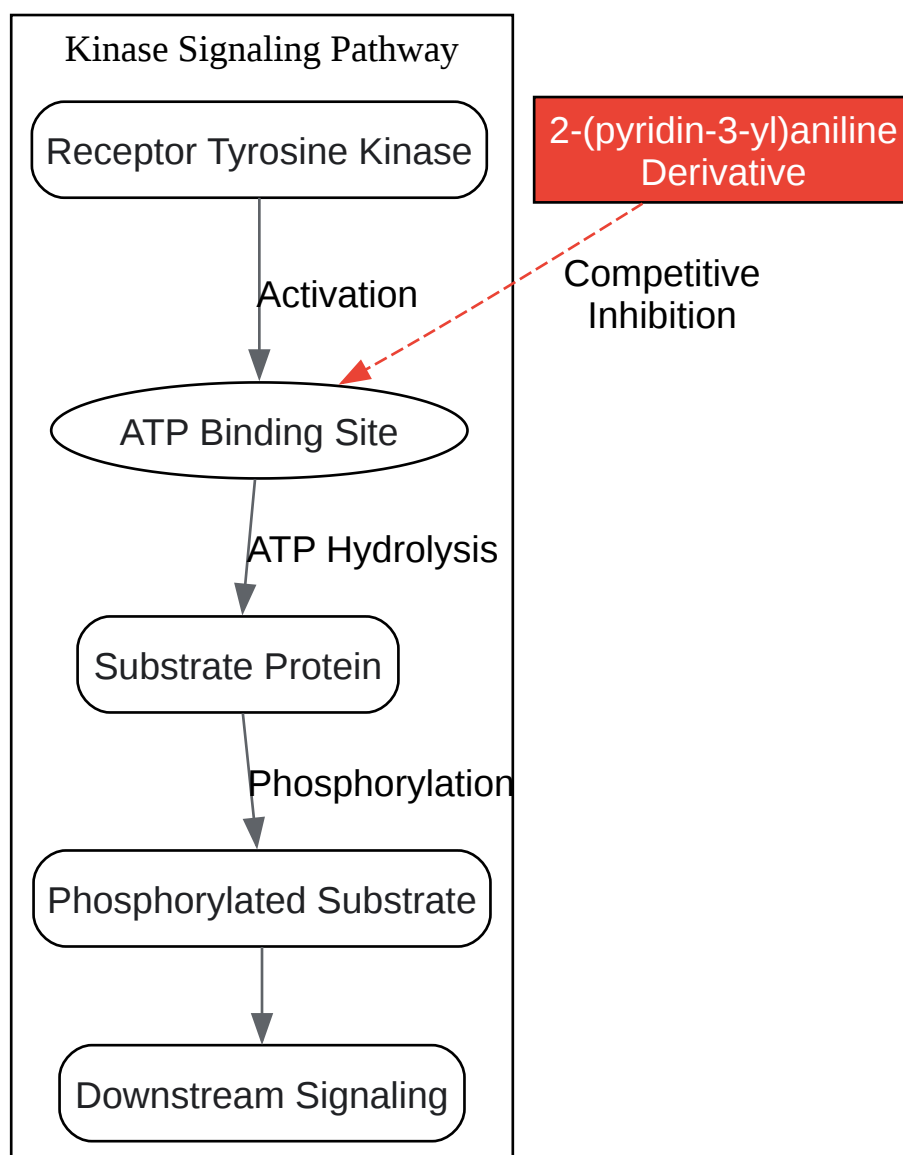 Kinase Signaling Pathway
Receptor Tyrosine Kinase
2-(pyridin-3-yl)aniline
Derivative
Activation
Competitive
Inhibition
ATP Binding Site
ATP Hydrolysis
Substrate Protein
Phosphorylation
Phosphorylated Substrate
Downstream Signaling